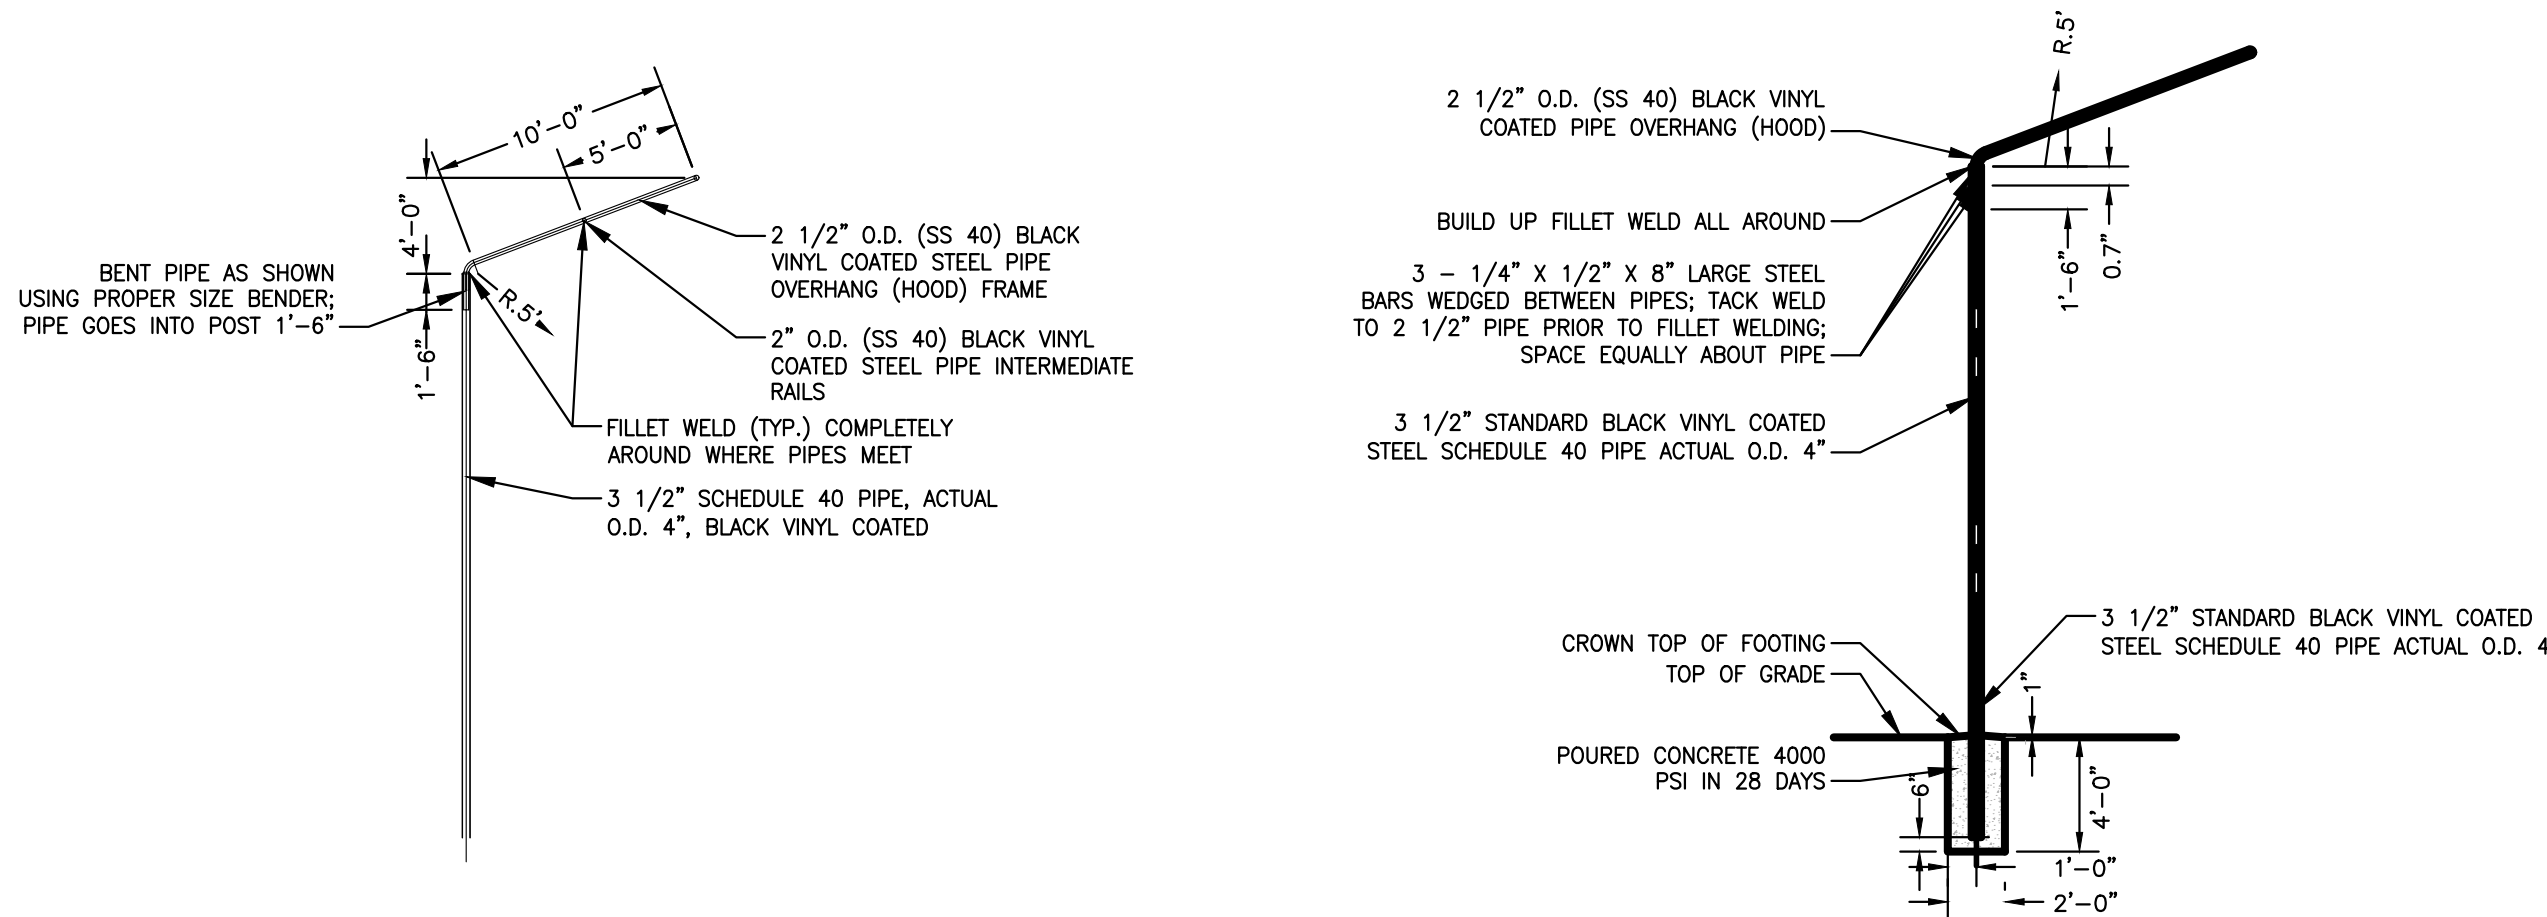 10'-0"
5'-0"
4'-0"
1'-6"
R.5'
BENT PIPE AS SHOWN
USING PROPER SIZE BENDER;
PIPE GOES INTO POST 1'-6"
2 1/2" O.D. (SS 40) BLACK
VINYL COATED STEEL PIPE
OVERHANG (HOOD) FRAME
2" O.D. (SS 40) BLACK VINYL
COATED STEEL PIPE INTERMEDIATE
RAILS
FILLET WELD (TYP.) COMPLETELY
AROUND WHERE PIPES MEET
3 1/2" SCHEDULE 40 PIPE, ACTUAL
O.D. 4", BLACK VINYL COATED
R.5'
2 1/2" O.D. (SS 40) BLACK VINYL
COATED PIPE OVERHANG (HOOD)
BUILD UP FILLET WELD ALL AROUND
3 - 1/4" X 1/2" X 8" LARGE STEEL
BARS WEDGED BETWEEN PIPES; TACK WELD
TO 2 1/2" PIPE PRIOR TO FILLET WELDING;
SPACE EQUALLY ABOUT PIPE
1'-6"
0.7"
3 1/2" STANDARD BLACK VINYL COATED
STEEL SCHEDULE 40 PIPE ACTUAL O.D. 4"
3 1/2" STANDARD BLACK VINYL COATED
STEEL SCHEDULE 40 PIPE ACTUAL O.D. 4
CROWN TOP OF FOOTING
TOP OF GRADE
1"
POURED CONCRETE 4000
PSI IN 28 DAYS
6"
4'-0"
1'-0"
2'-0"